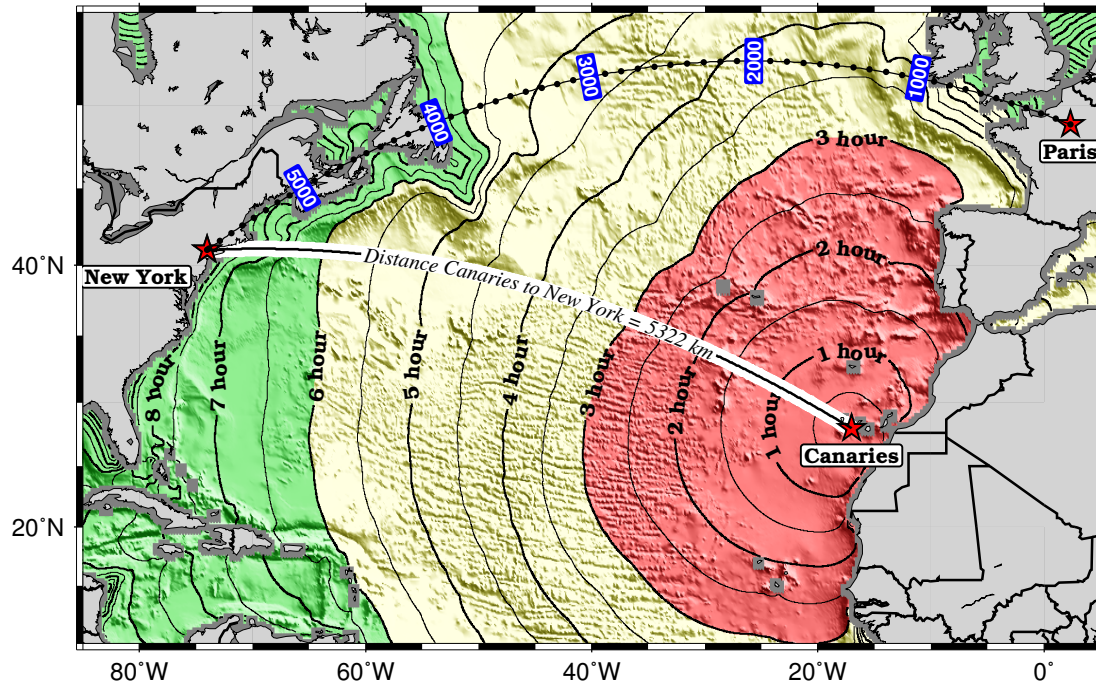 2000
3000
1000
4000
3 hour
Paris
5000
2 hour
40°N
New York
Distance Canaries to New York = 5322 km
1 hour
8 hour
7 hour
6 hour
5 hour
4 hour
3 hour
2 hour
1 hour
Canaries
20°N
80°W
60°W
40°W
20°W
0°